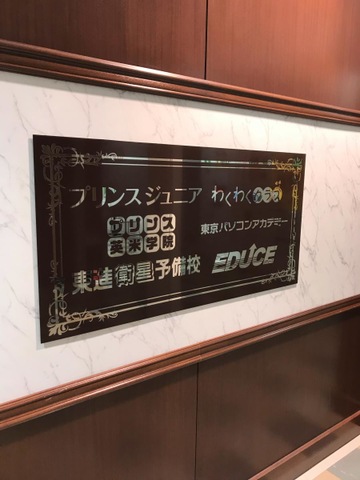 プリンスジュニア わくわくクラブ
プリンス
英米学院
東京パソコンアカデミー
東進衛星予備校
EDUCE